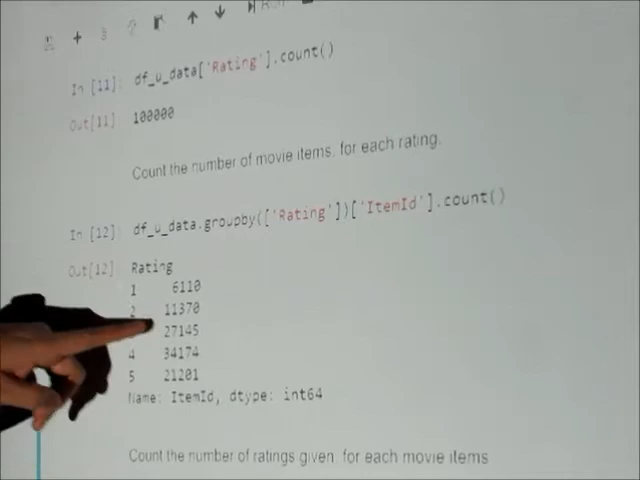 In [11]: df_u_data['Rating'].count()
Out[11] 100000
Count the number of movie items, for each rating.
In [12]: df_u_data.groupby(['Rating'])['ItemId'].count()
Out[12] Rating
1 6110
2 11370
27145
4 34174
5 21201
Name: ItemId, dtype: int64
Count the number of ratings given, for each movie items